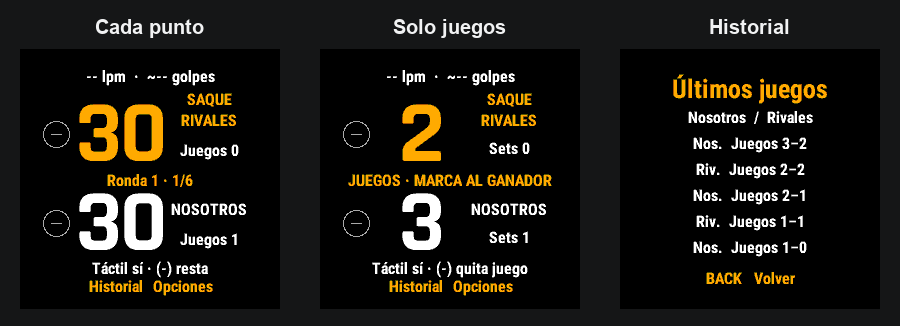 Cada punto
-- lpm · ~-- golpes
SAQUE
RIVALES
30
Juegos 0
Ronda 1 · 1/6
30
NOSOTROS
Juegos 1
Táctil sí · (-) resta
Historial Opciones
Solo juegos
-- lpm · ~-- golpes
SAQUE
RIVALES
2
Sets 0
JUEGOS · MARCA AL GANADOR
3
NOSOTROS
Sets 1
Táctil sí · (-) quita juego
Historial Opciones
Historial
Últimos juegos
Nosotros / Rivales
Nos. Juegos 3-2
Riv. Juegos 2-2
Nos. Juegos 2-1
Riv. Juegos 1-1
Nos. Juegos 1-0
BACK Volver